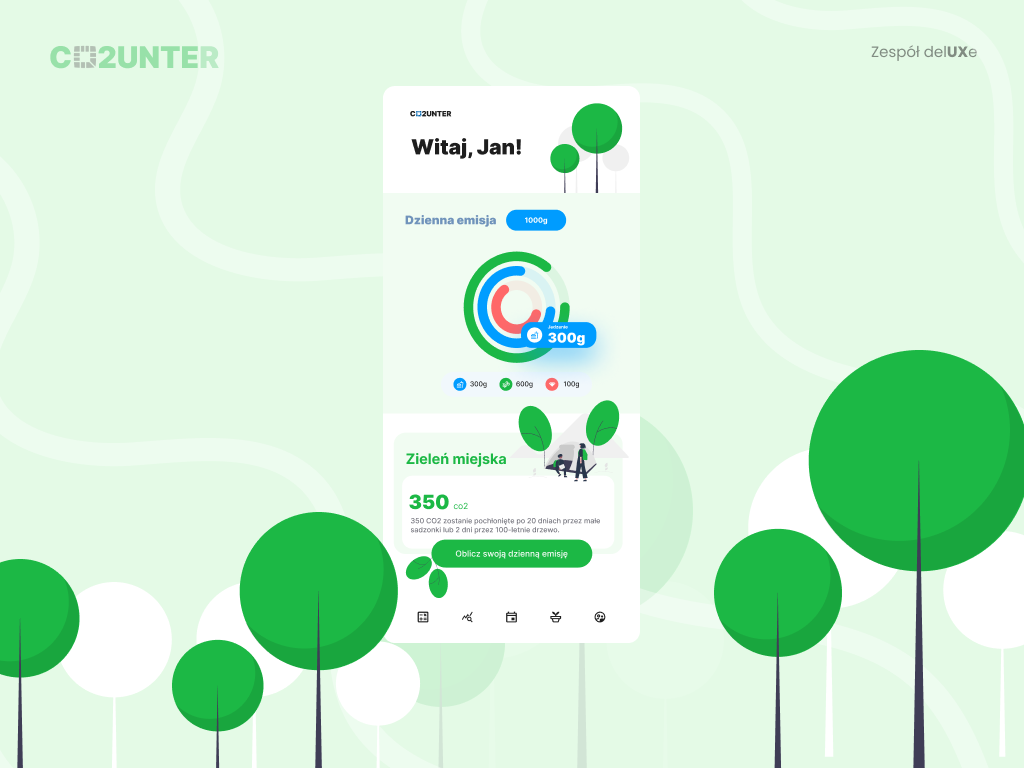 CO2UNTER
Zespół delUXe
CO2UNTER
Witaj, Jan!
Dzienna emisja
1000g
Jedzenie
300g
300g
600g
100g
Zieleń miejska
350 co2
350 CO2 zostanie pochłonięte po 20 dniach przez małe
sadzonki lub 2 dni przez 100-letnie drzewo.
Oblicz swoją dzienną emisję